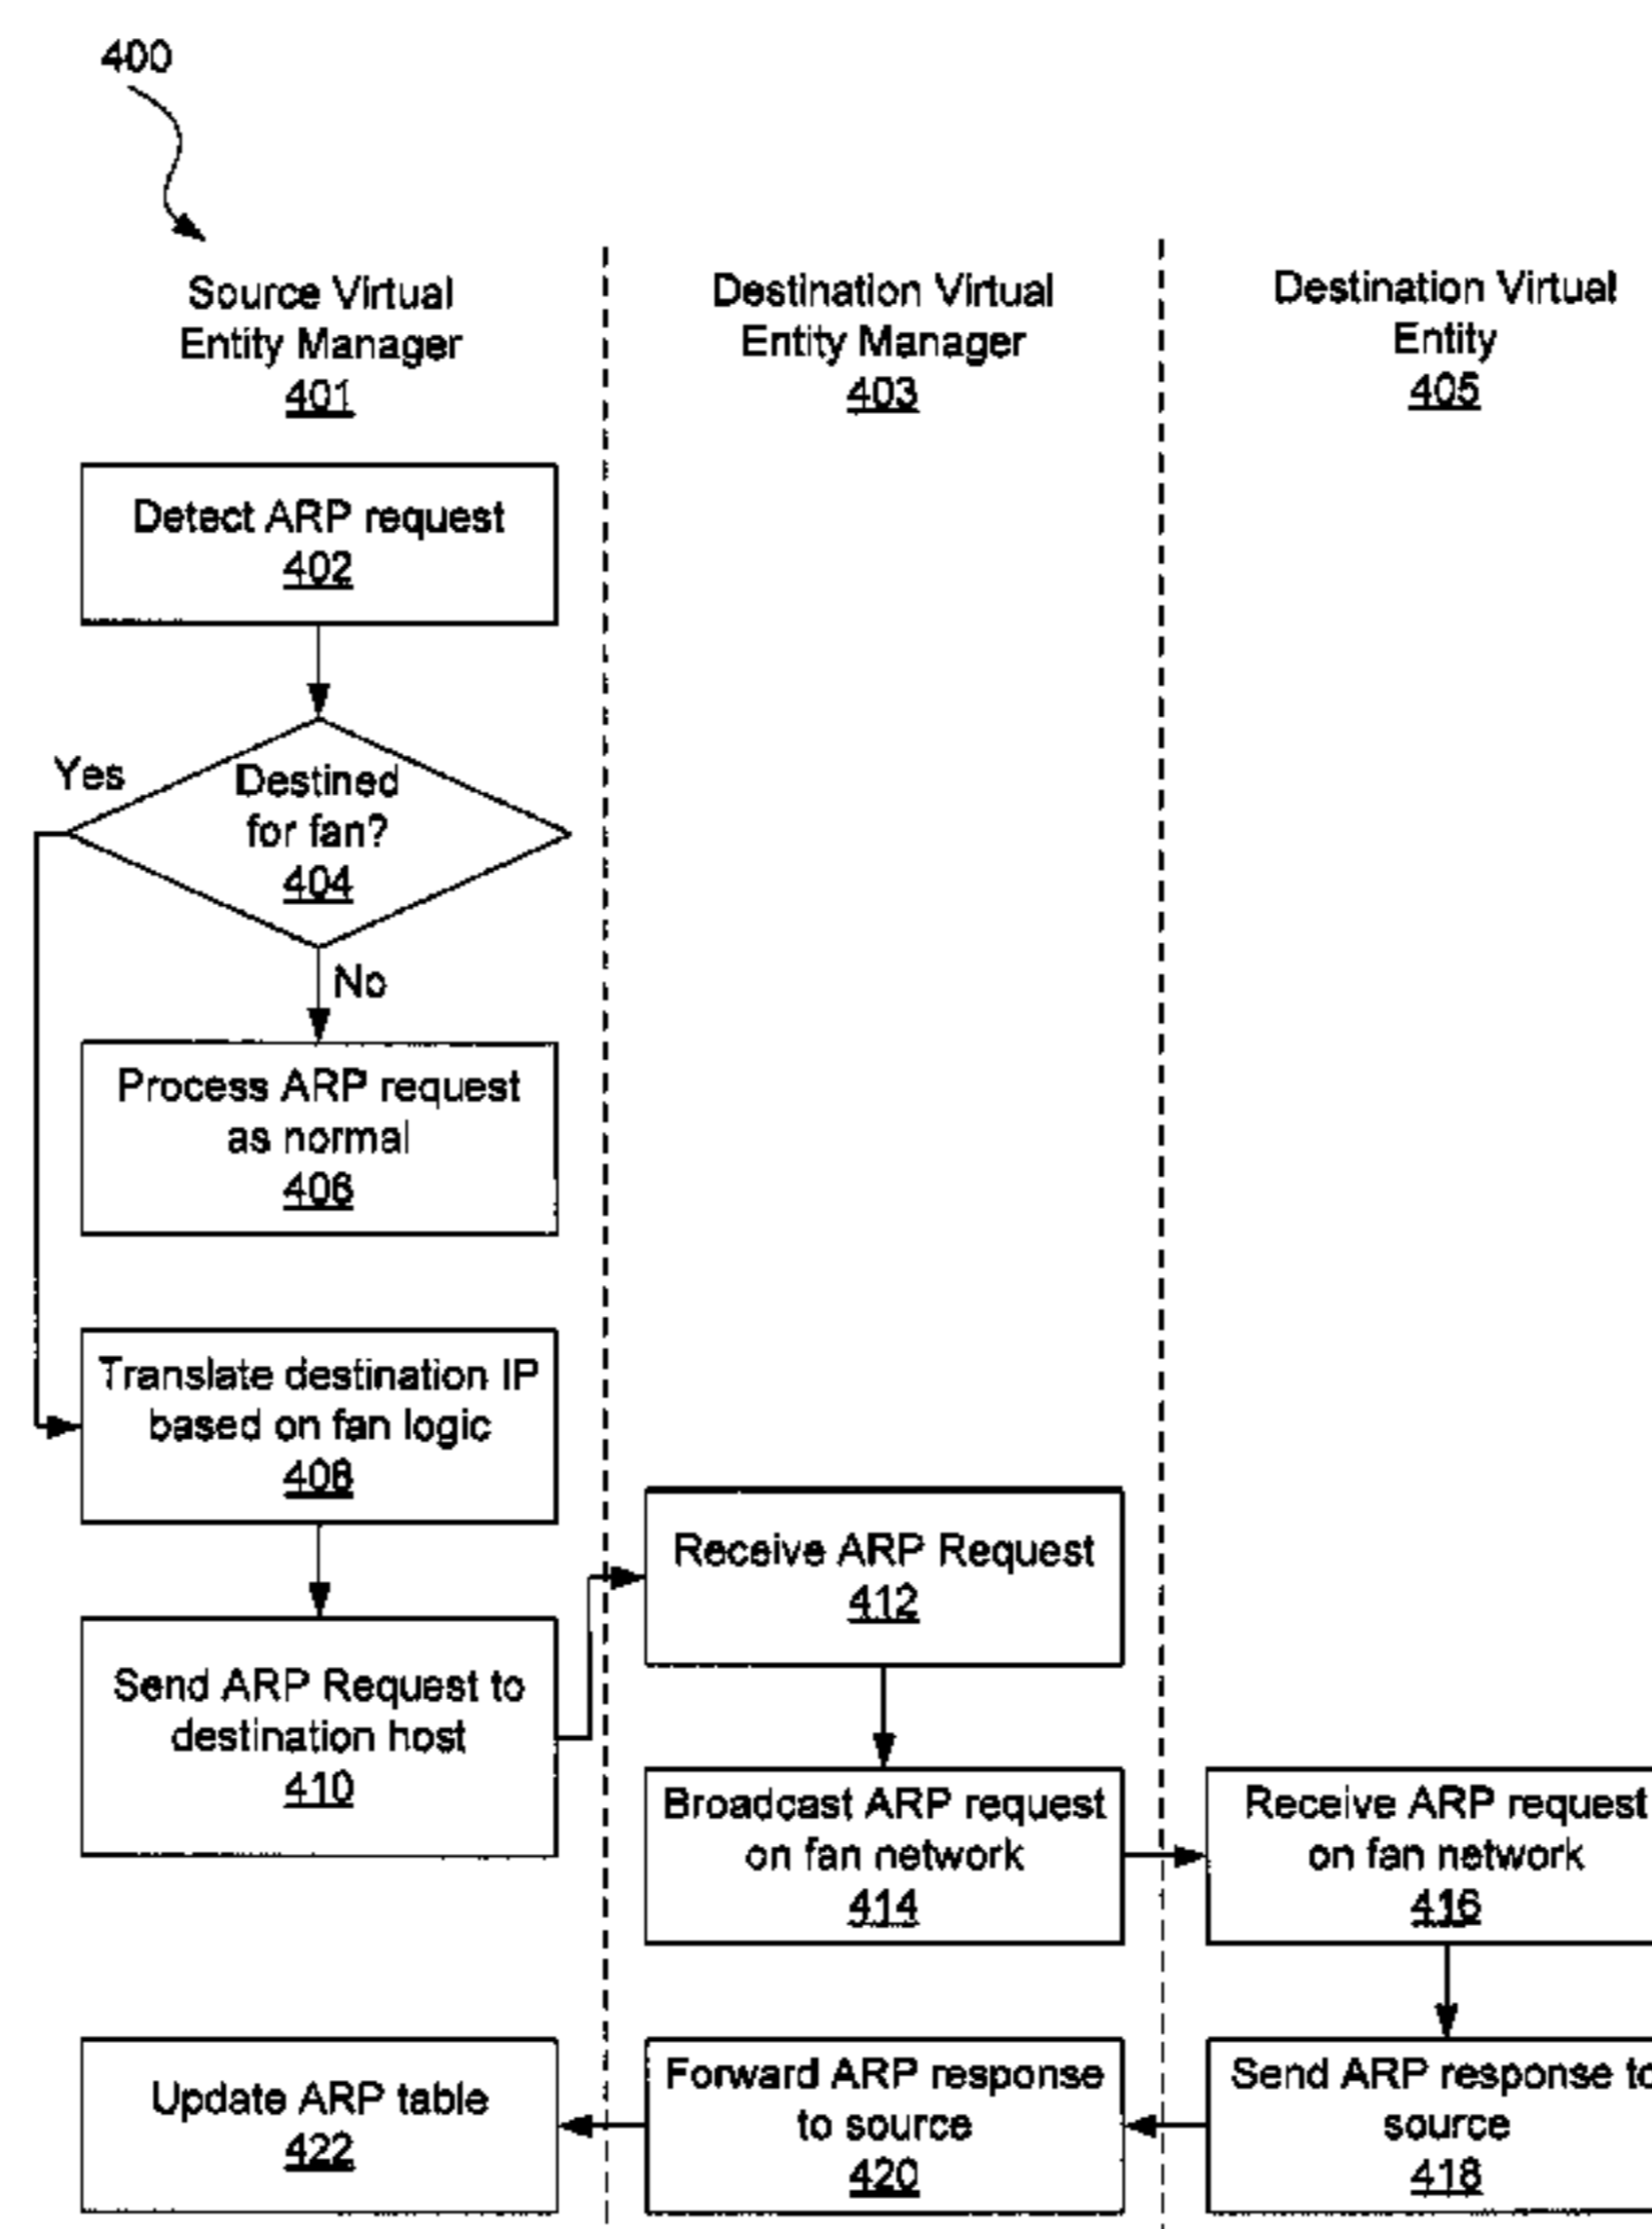 400
Source Virtual
Entity Manager
401
Destination Virtual
Entity Manager
403
Destination Virtual
Entity
405
Detect ARP request
402
Yes
Destined
for fan?
404
No
Process ARP request
as normal
406
Translate destination IP
based on fan logic
408
Send ARP Request to
destination host
410
Receive ARP Request
412
Broadcast ARP request
on fan network
414
Receive ARP request
on fan network
416
Send ARP response to
source
418
Forward ARP response
to source
420
Update ARP table
422